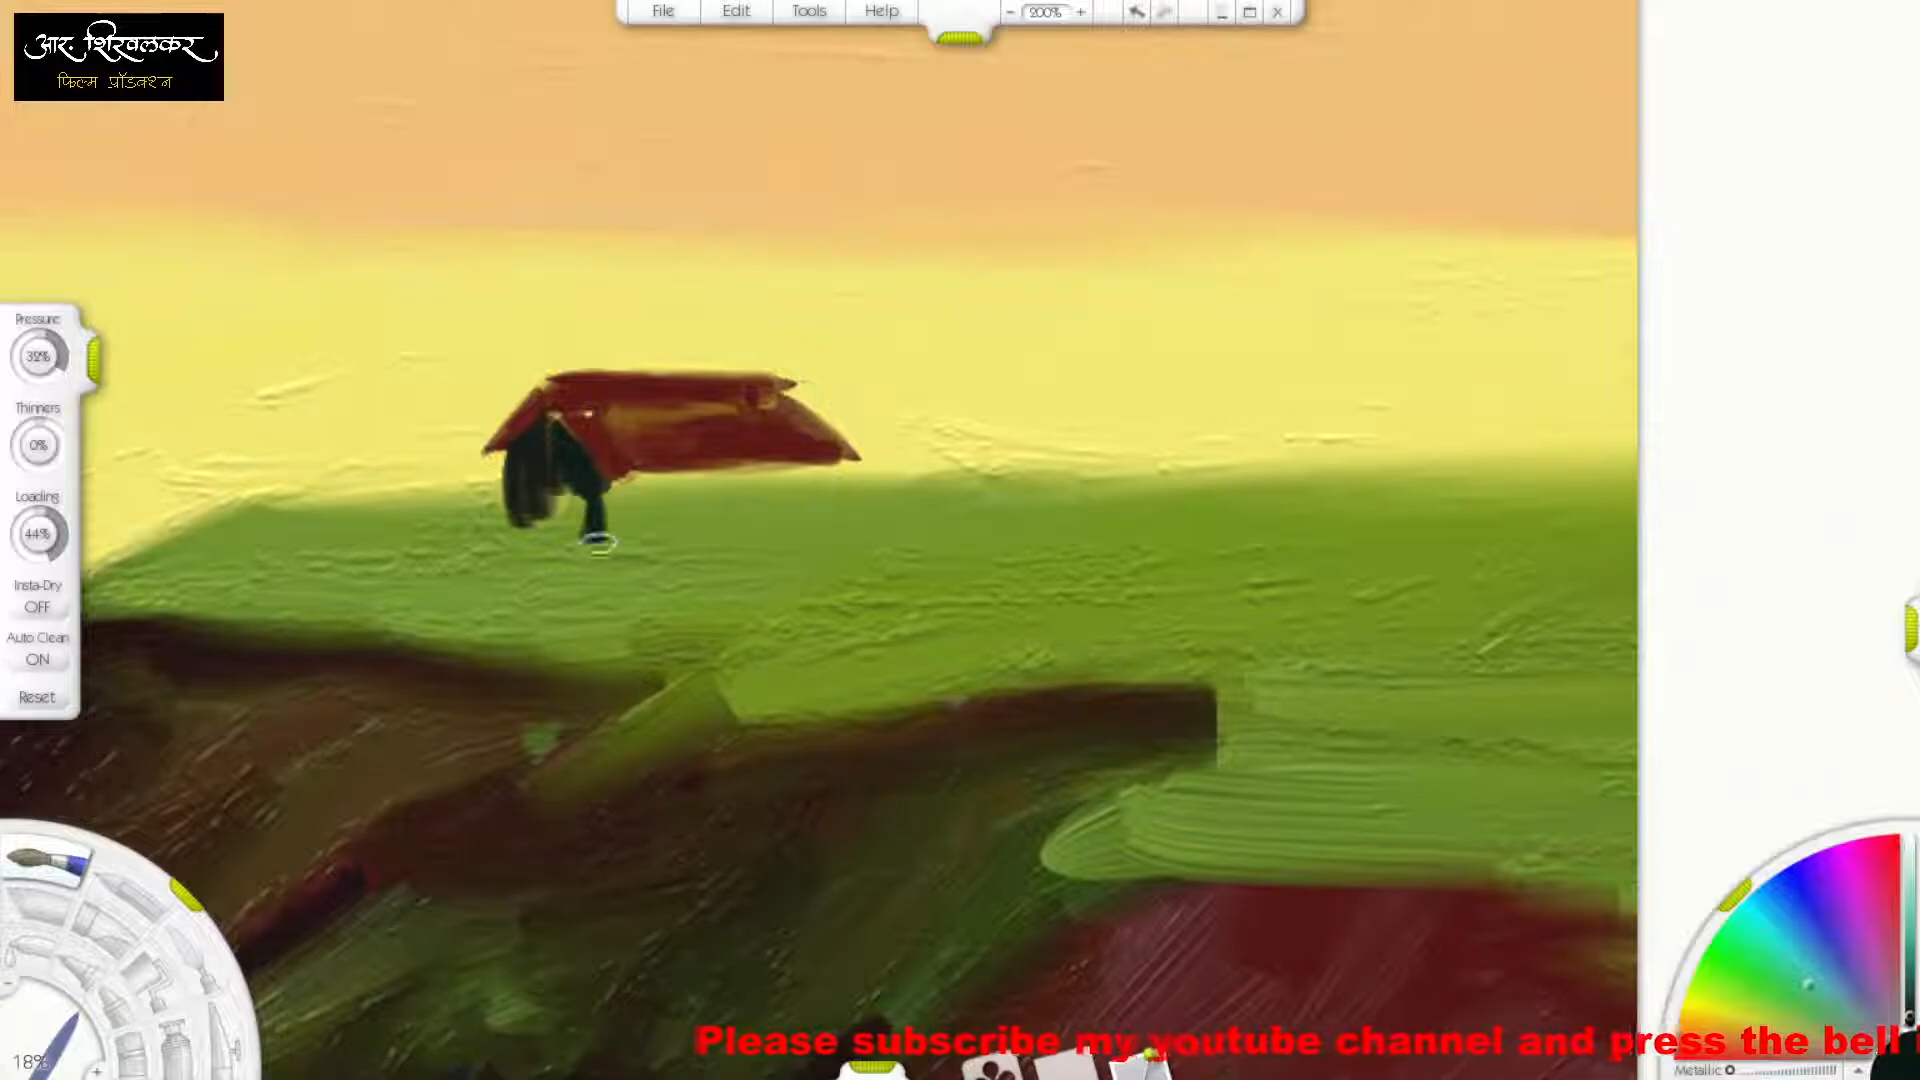 आर. शिरवलकर
फिल्म प्रॉडक्शन
File Edit Tools Help
200%
Pressure
32%
Thinners
0%
Loading
44%
Insta-Dry
OFF
Auto Clean
ON
Reset
18%
Please subscribe my youtube channel and press the bell
Metallic